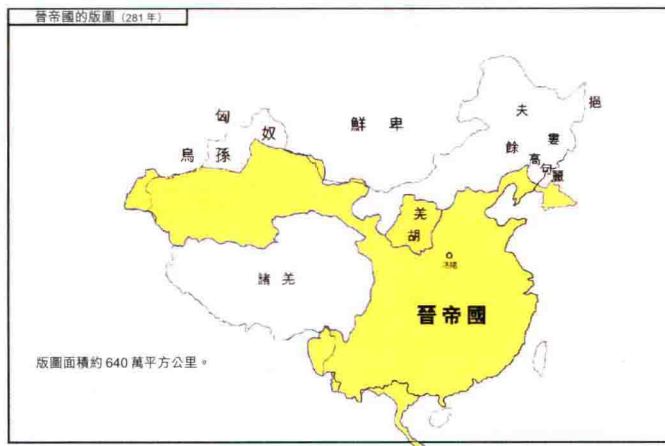 晉帝國的版圖（281年）
匈奴
鮮卑
夫餘
挹婁
烏孫
高句麗
羌胡
洛陽
諸羌
晉帝國
版圖面積約640萬平方公里。